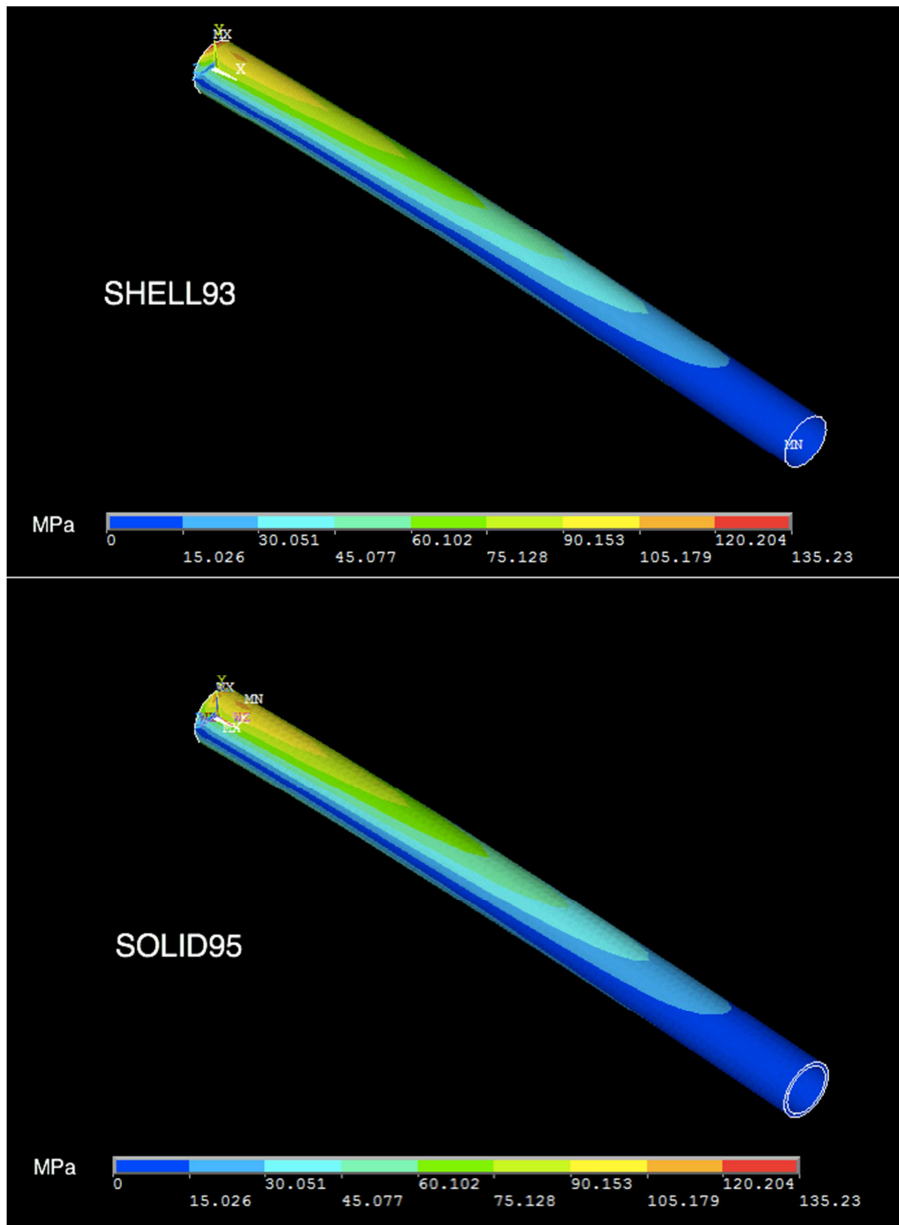 Y
MX
X
SHELL93
MN
MPa
0 30.051 60.102 90.153 120.204
15.026 45.077 75.128 105.179 135.23
Y
MN
MX
SOLID95
MPa
0 30.051 60.102 90.153 120.204
15.026 45.077 75.128 105.179 135.23